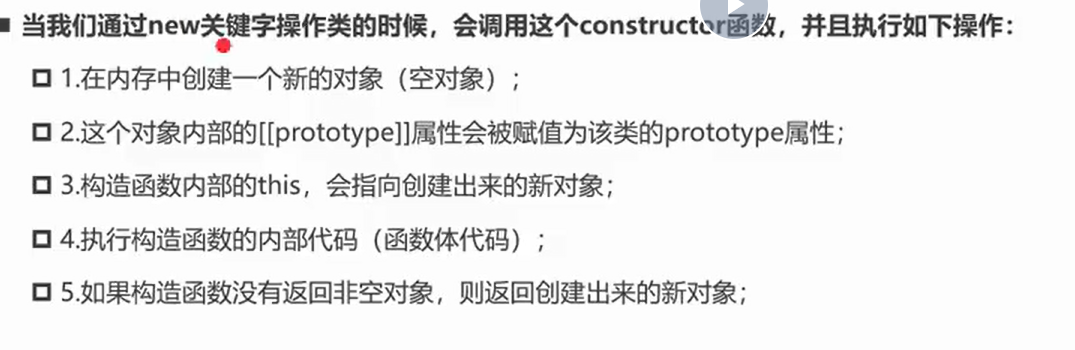 当我们通过new关键字操作类的时候，会调用这个constructor函数，并且执行如下操作：
1.在内存中创建一个新的对象（空对象）；
2.这个对象内部的[[prototype]]属性会被赋值为该类的prototype属性；
3.构造函数内部的this，会指向创建出来的新对象；
4.执行构造函数的内部代码（函数体代码）；
5.如果构造函数没有返回非空对象，则返回创建出来的新对象；